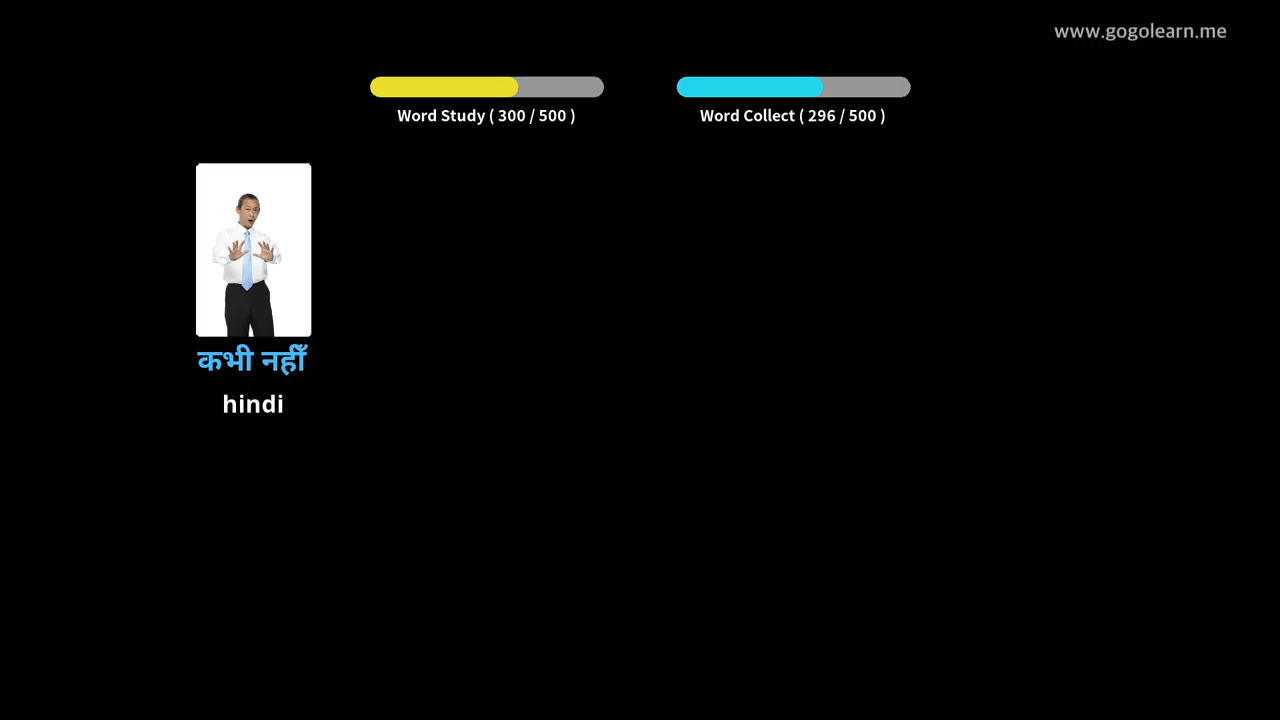 www.gogolearn.me
Word Study ( 300 / 500 )
Word Collect ( 296 / 500 )
कभी नहीँ
hindi